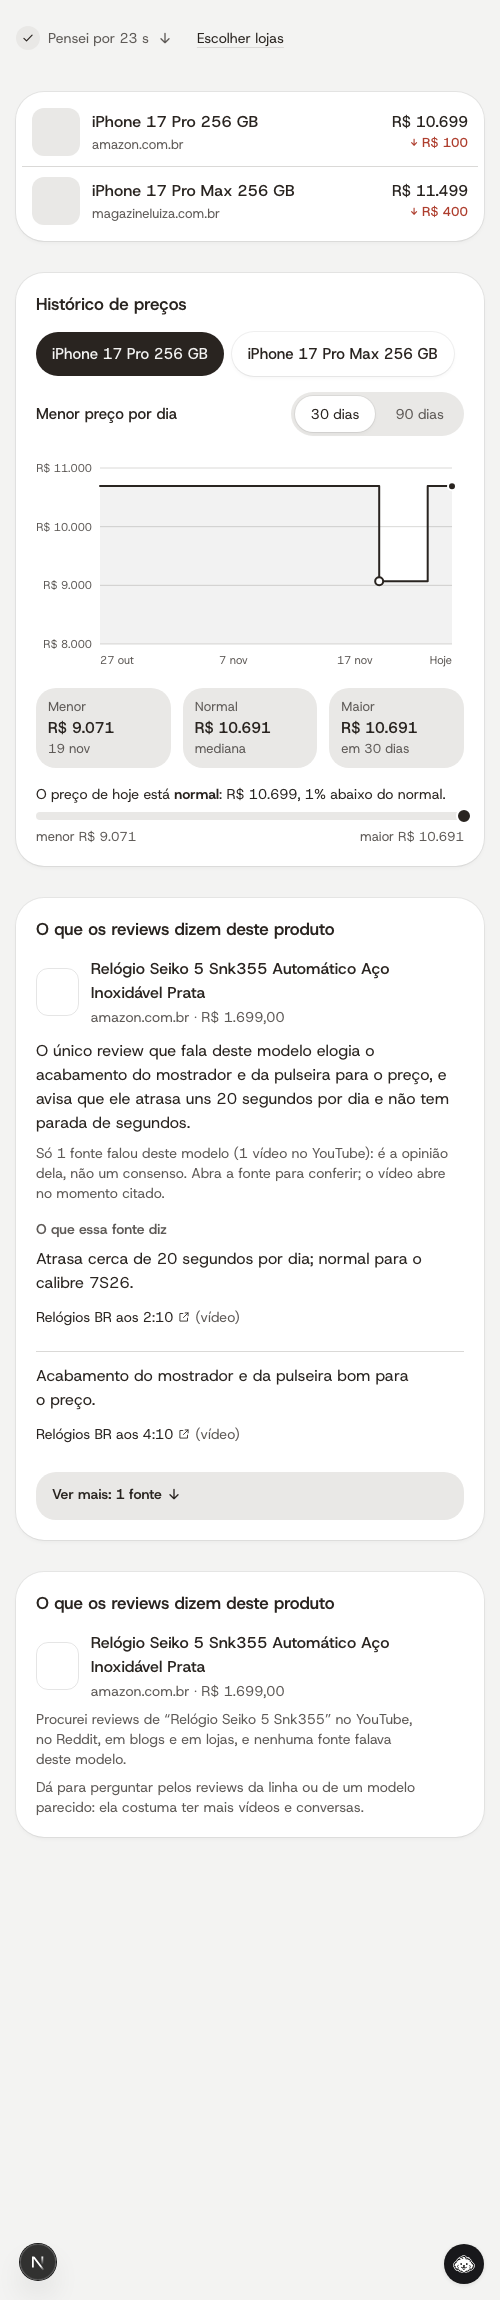 Pensei por 23 s ↓ Escolher lojas
iPhone 17 Pro 256 GB R$ 10.699
amazon.com.br ↓ R$ 100
iPhone 17 Pro Max 256 GB R$ 11.499
magazineluiza.com.br ↓ R$ 400
Histórico de preços
iPhone 17 Pro 256 GB iPhone 17 Pro Max 256 GB
Menor preço por dia 30 dias 90 dias
R$ 11.000
R$ 10.000
R$ 9.000
R$ 8.000
27 out 7 nov 17 nov Hoje
Menor Normal Maior
R$ 9.071 R$ 10.691 R$ 10.691
19 nov mediana em 30 dias
O preço de hoje está normal: R$ 10.699, 1% abaixo do normal.
menor R$ 9.071 maior R$ 10.691
O que os reviews dizem deste produto
Relógio Seiko 5 Snk355 Automático Aço
Inoxidável Prata
amazon.com.br · R$ 1.699,00
O único review que fala deste modelo elogia o
acabamento do mostrador e da pulseira para o preço, e
avisa que ele atrasa uns 20 segundos por dia e não tem
parada de segundos.
Só 1 fonte falou deste modelo (1 vídeo no YouTube): é a opinião
dela, não um consenso. Abra a fonte para conferir; o vídeo abre
no momento citado.
O que essa fonte diz
Atrasa cerca de 20 segundos por dia; normal para o
calibre 7S26.
Relógios BR aos 2:10 (vídeo)
Acabamento do mostrador e da pulseira bom para
o preço.
Relógios BR aos 4:10 (vídeo)
Ver mais: 1 fonte ↓
O que os reviews dizem deste produto
Relógio Seiko 5 Snk355 Automático Aço
Inoxidável Prata
amazon.com.br · R$ 1.699,00
Procurei reviews de “Relógio Seiko 5 Snk355” no YouTube,
no Reddit, em blogs e em lojas, e nenhuma fonte falava
deste modelo.
Dá para perguntar pelos reviews da linha ou de um modelo
parecido: ela costuma ter mais vídeos e conversas.
N